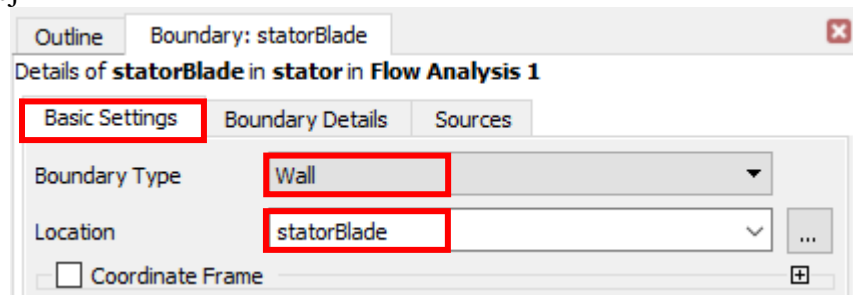 Outline Boundary: statorBlade
Details of statorBlade in stator in Flow Analysis 1
Basic Settings Boundary Details Sources
Boundary Type Wall
Location statorBlade ...
Coordinate Frame